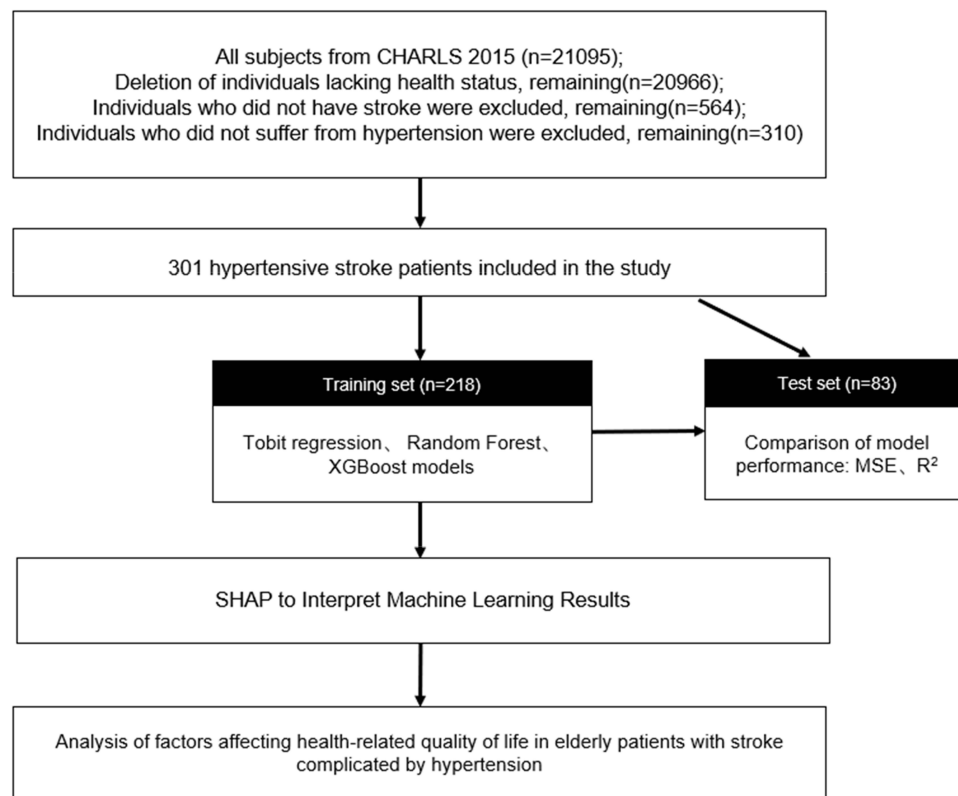 All subjects from CHARLS 2015 (n=21095);
Deletion of individuals lacking health status, remaining(n=20966);
Individuals who did not have stroke were excluded, remaining(n=564);
Individuals who did not suffer from hypertension were excluded, remaining(n=310)
301 hypertensive stroke patients included in the study
Training set (n=218)
Tobit regression、 Random Forest、
XGBoost models
Test set (n=83)
Comparison of model
performance: MSE、R²
SHAP to Interpret Machine Learning Results
Analysis of factors affecting health-related quality of life in elderly patients with stroke
complicated by hypertension